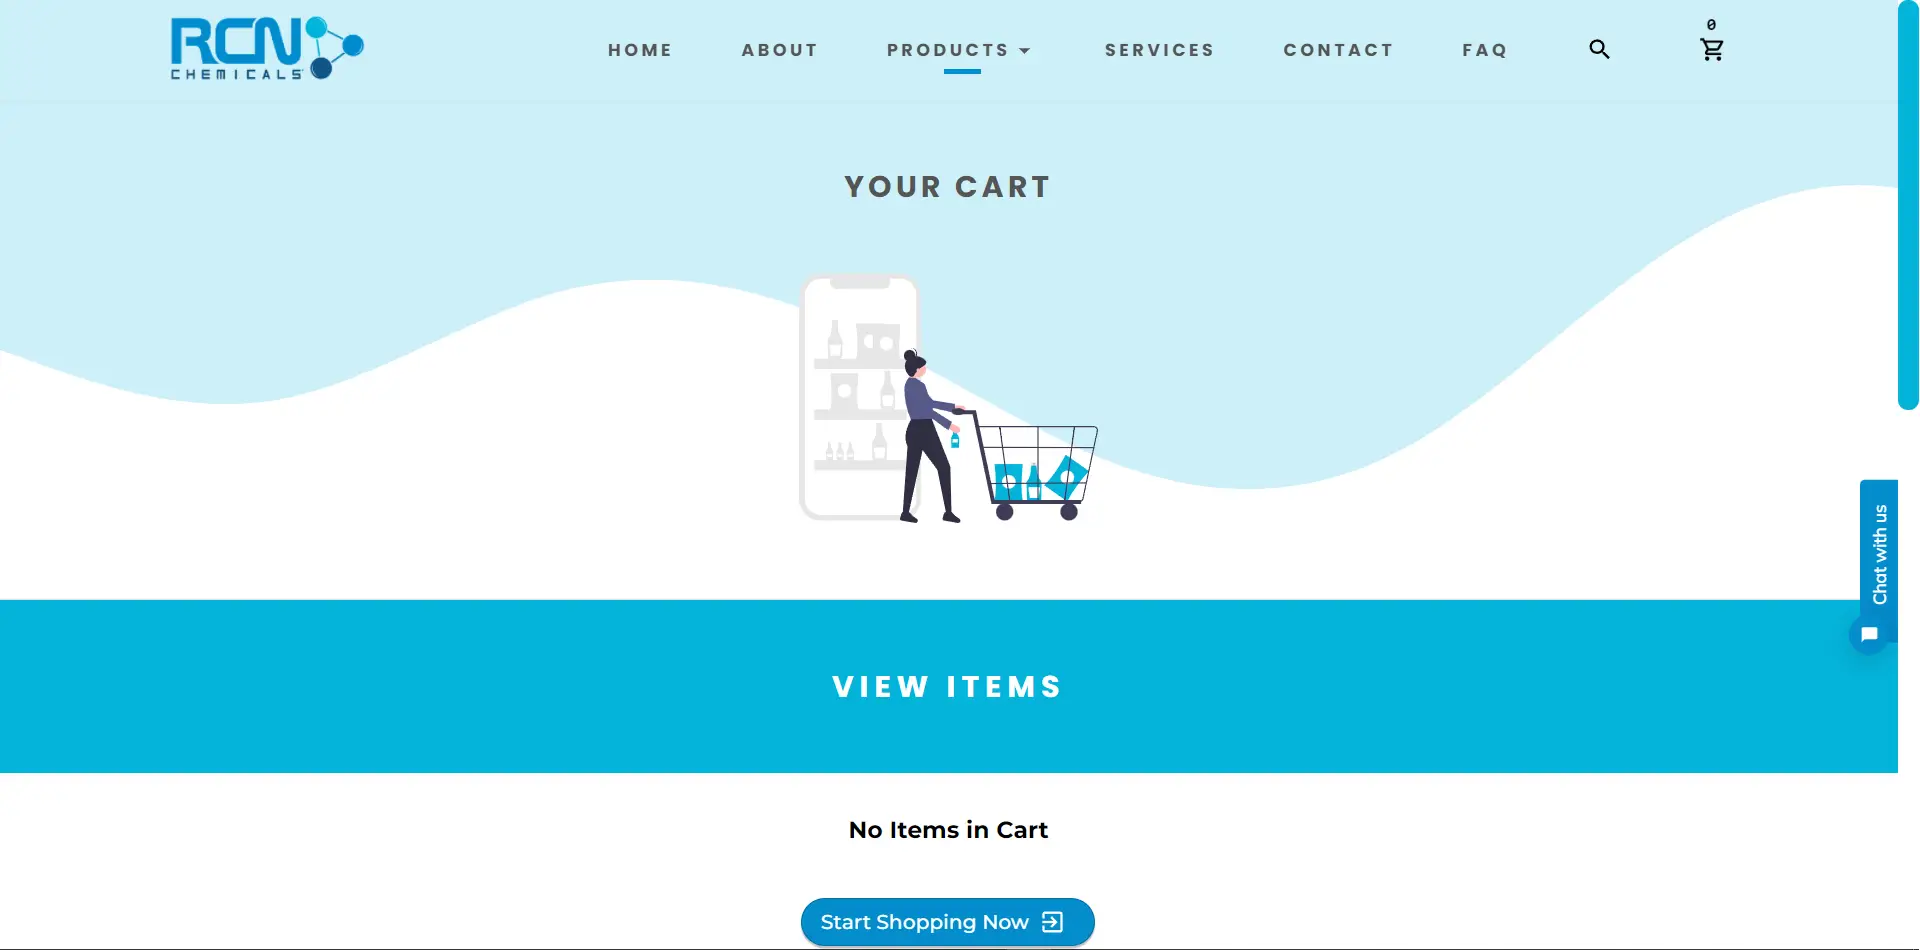 RCN
CHEMICALS
HOME
ABOUT
PRODUCTS
SERVICES
CONTACT
FAQ
0
YOUR CART
Chat with us
VIEW ITEMS
No Items in Cart
Start Shopping Now